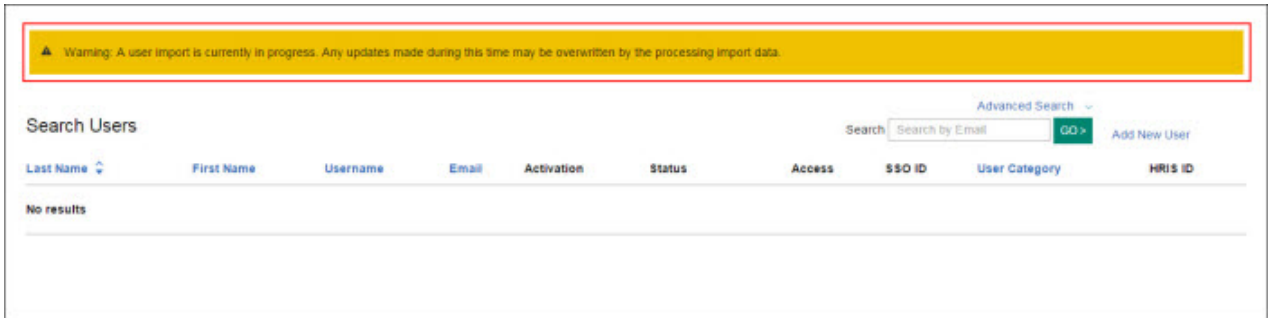 Warning: A user import is currently in progress. Any updates made during this time may be overwritten by the processing import data.
Advanced Search
Search Users
Search Search by Email GO > Add New User
Last Name First Name Username Email Activation Status Access SSO ID User Category HRIS ID
No results